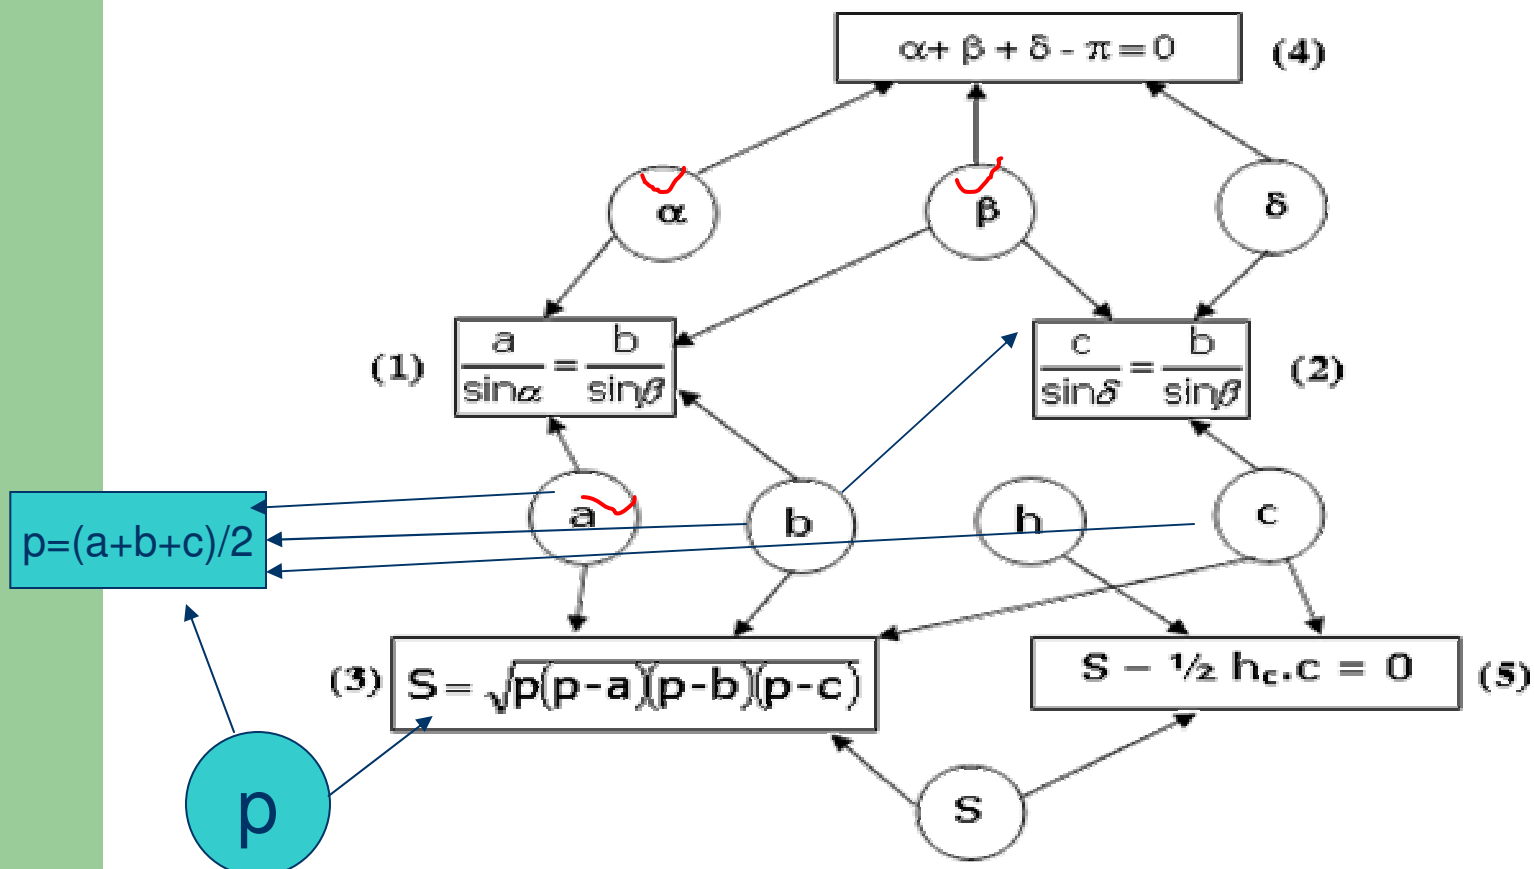 α+ β + δ - π = 0 (4)
α
β
δ
(1) a/sinα = b/sinβ
c/sinδ = b/sinβ (2)
a
b
h
c
p=(a+b+c)/2
(3) S = √p(p-a)(p-b)(p-c)
S – ½ hc.c = 0 (5)
p
S